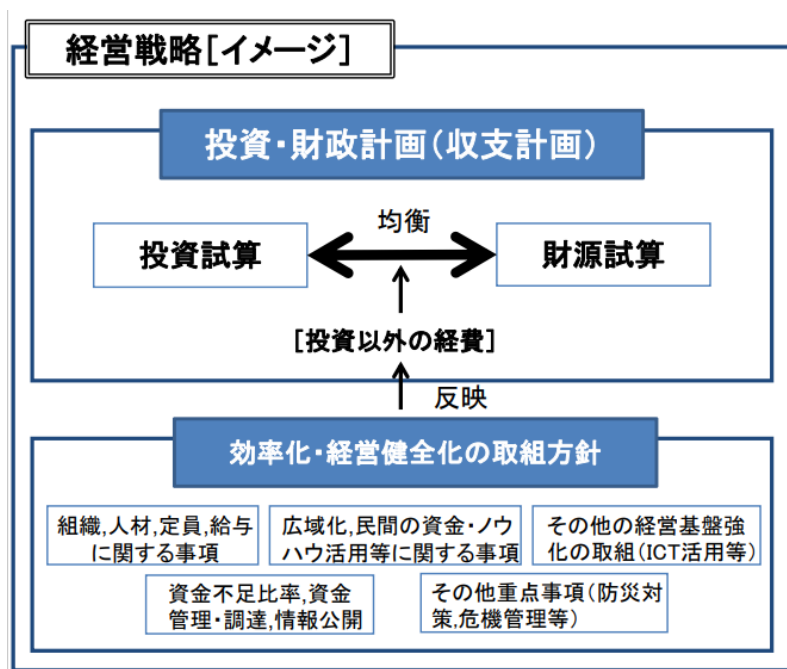 経営戦略[イメージ]
投資・財政計画(収支計画)
均衡
投資試算
財源試算
[投資以外の経費]
反映
効率化・経営健全化の取組方針
組織,人材,定員,給与
に関する事項
広域化,民間の資金・ノウ
ハウ活用等に関する事項
その他の経営基盤強
化の取組(ICT活用等)
資金不足比率,資金
管理・調達,情報公開
その他重点事項(防災対
策,危機管理等)